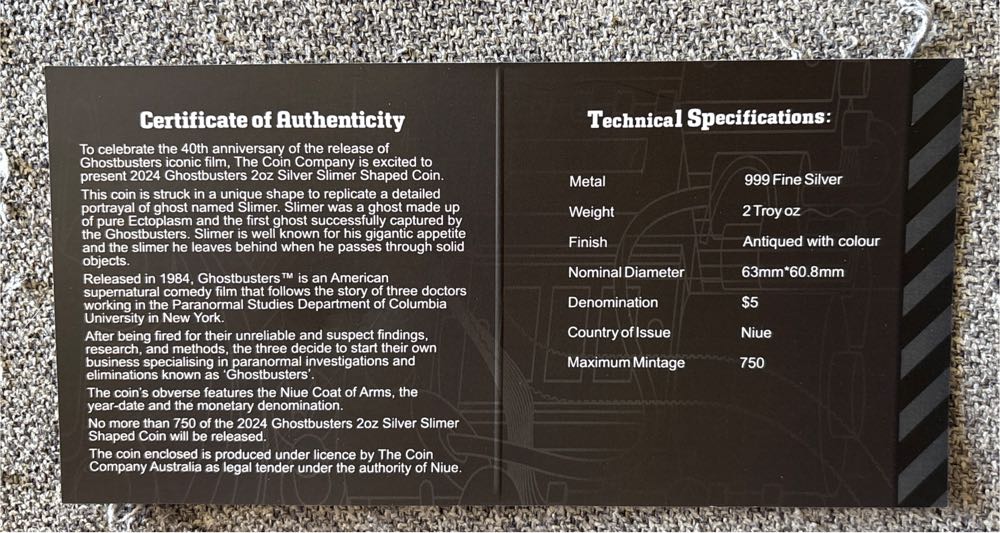 Certificate of Authenticity
To celebrate the 40th anniversary of the release of
Ghostbusters iconic film, The Coin Company is excited to
present 2024 Ghostbusters 2oz Silver Slimer Shaped Coin.
This coin is struck in a unique shape to replicate a detailed
portrayal of ghost named Slimer. Slimer was a ghost made up
of pure Ectoplasm and the first ghost successfully captured by
the Ghostbusters. Slimer is well known for his gigantic appetite
and the slimer he leaves behind when he passes through solid
objects.
Released in 1984, Ghostbusters™ is an American
supernatural comedy film that follows the story of three doctors
working in the Paranormal Studies Department of Columbia
University in New York.
After being fired for their unreliable and suspect findings,
research, and methods, the three decide to start their own
business specialising in paranormal investigations and
eliminations known as ‘Ghostbusters’.
The coin’s obverse features the Niue Coat of Arms, the
year-date and the monetary denomination.
No more than 750 of the 2024 Ghostbusters 2oz Silver Slimer
Shaped Coin will be released.
The coin enclosed is produced under licence by The Coin
Company Australia as legal tender under the authority of Niue.
Technical Specifications:
Metal 999 Fine Silver
Weight 2 Troy oz
Finish Antiqued with colour
Nominal Diameter 63mm*60.8mm
Denomination $5
Country of Issue Niue
Maximum Mintage 750